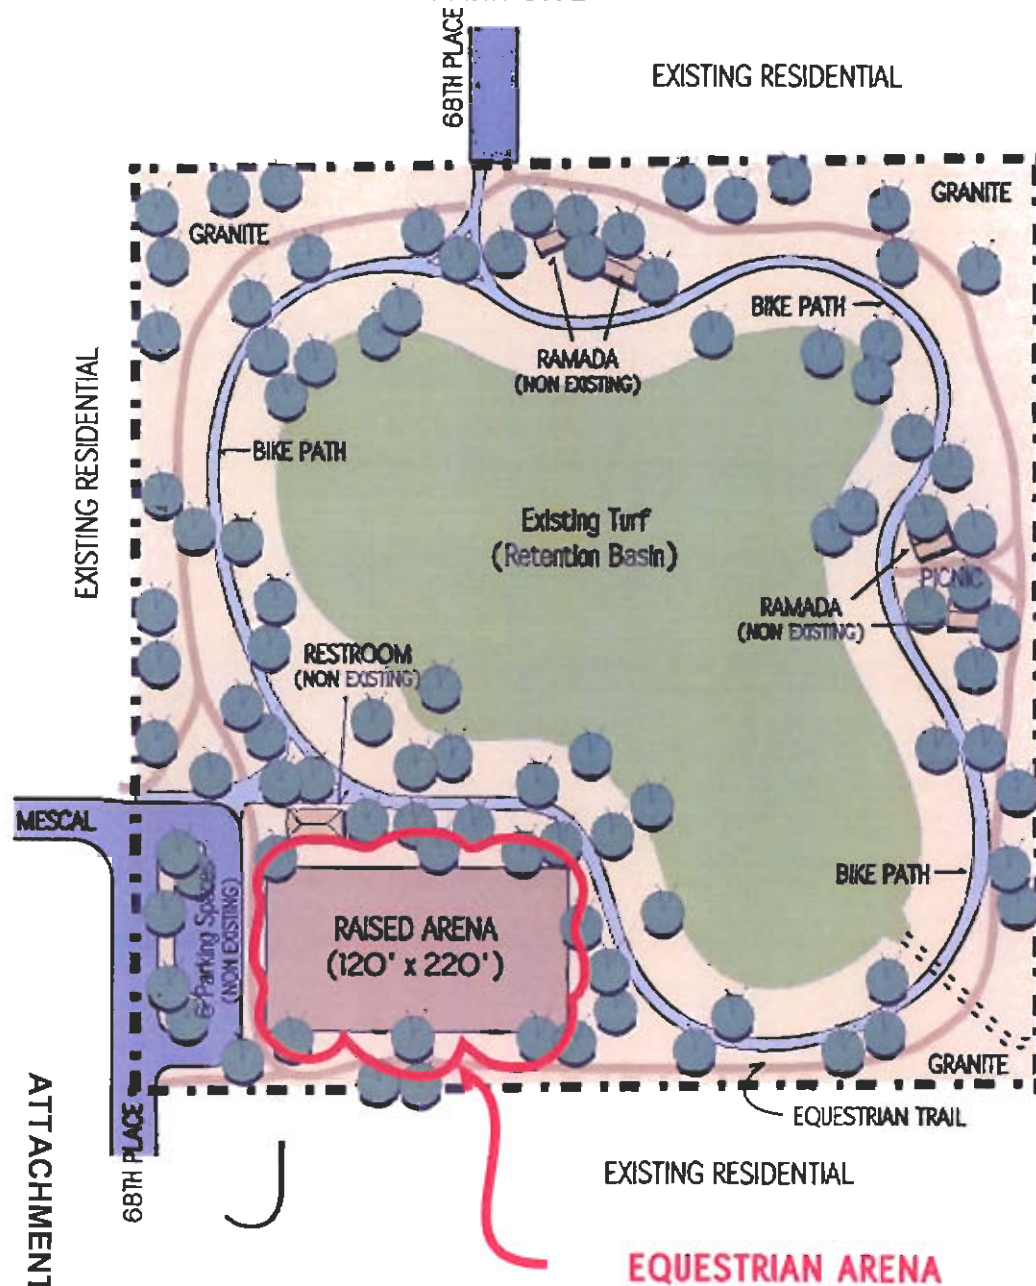 68TH PLACE
EXISTING RESIDENTIAL
GRANITE
GRANITE
BIKE PATH
RAMADA
(NON EXISTING)
EXISTING RESIDENTIAL
BIKE PATH
Existing Turf
(Retention Basin)
PICNIC
RAMADA
(NON EXISTING)
RESTROOM
(NON EXISTING)
MESCAL
Parking Spaces
(NON EXISTING)
RAISED ARENA
(120' x 220')
BIKE PATH
GRANITE
EQUESTRIAN TRAIL
68TH PLACE
EXISTING RESIDENTIAL
ATTACHMENT
EQUESTRIAN ARENA